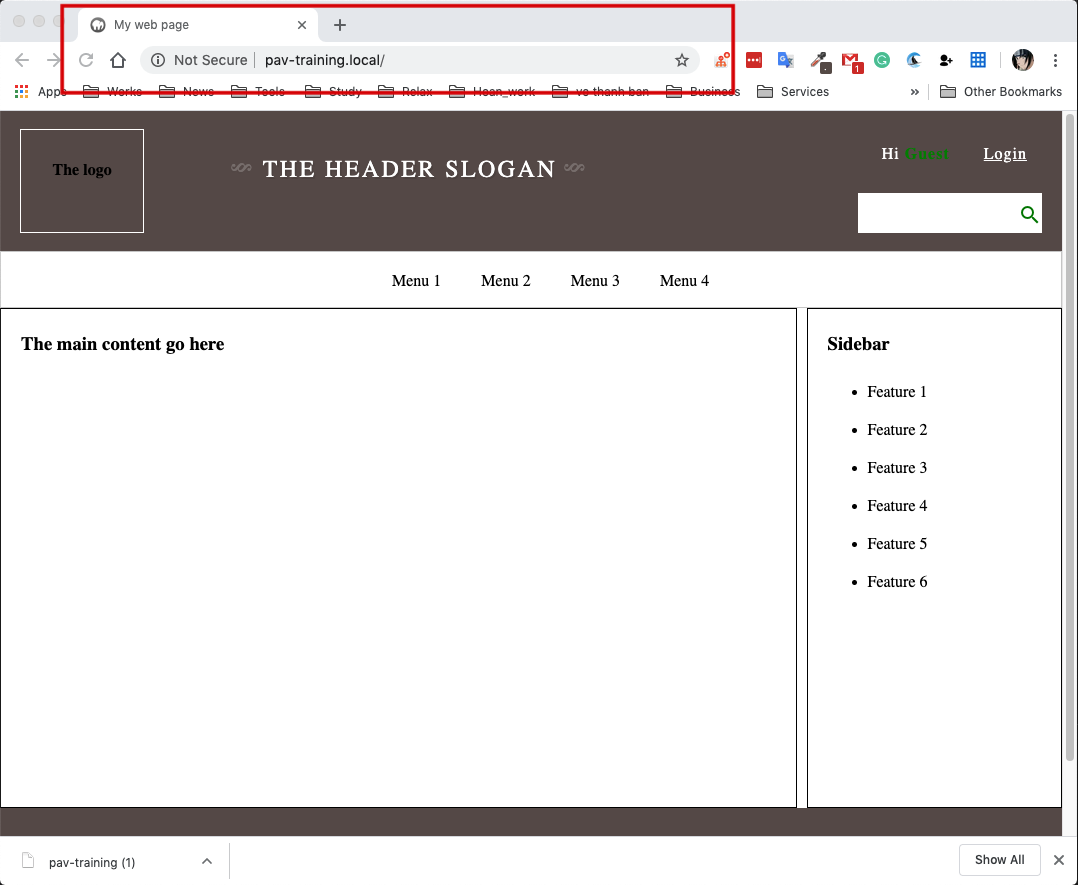 My web page
Not Secure pav-training.local/
1
Apps Works News Tools Study Relax Hoan_work ve thanh ban Business Services » Other Bookmarks
The logo
THE HEADER SLOGAN
Hi Guest Login
Menu 1 Menu 2 Menu 3 Menu 4
The main content go here
Sidebar
Feature 1
Feature 2
Feature 3
Feature 4
Feature 5
Feature 6
pav-training (1)
Show All